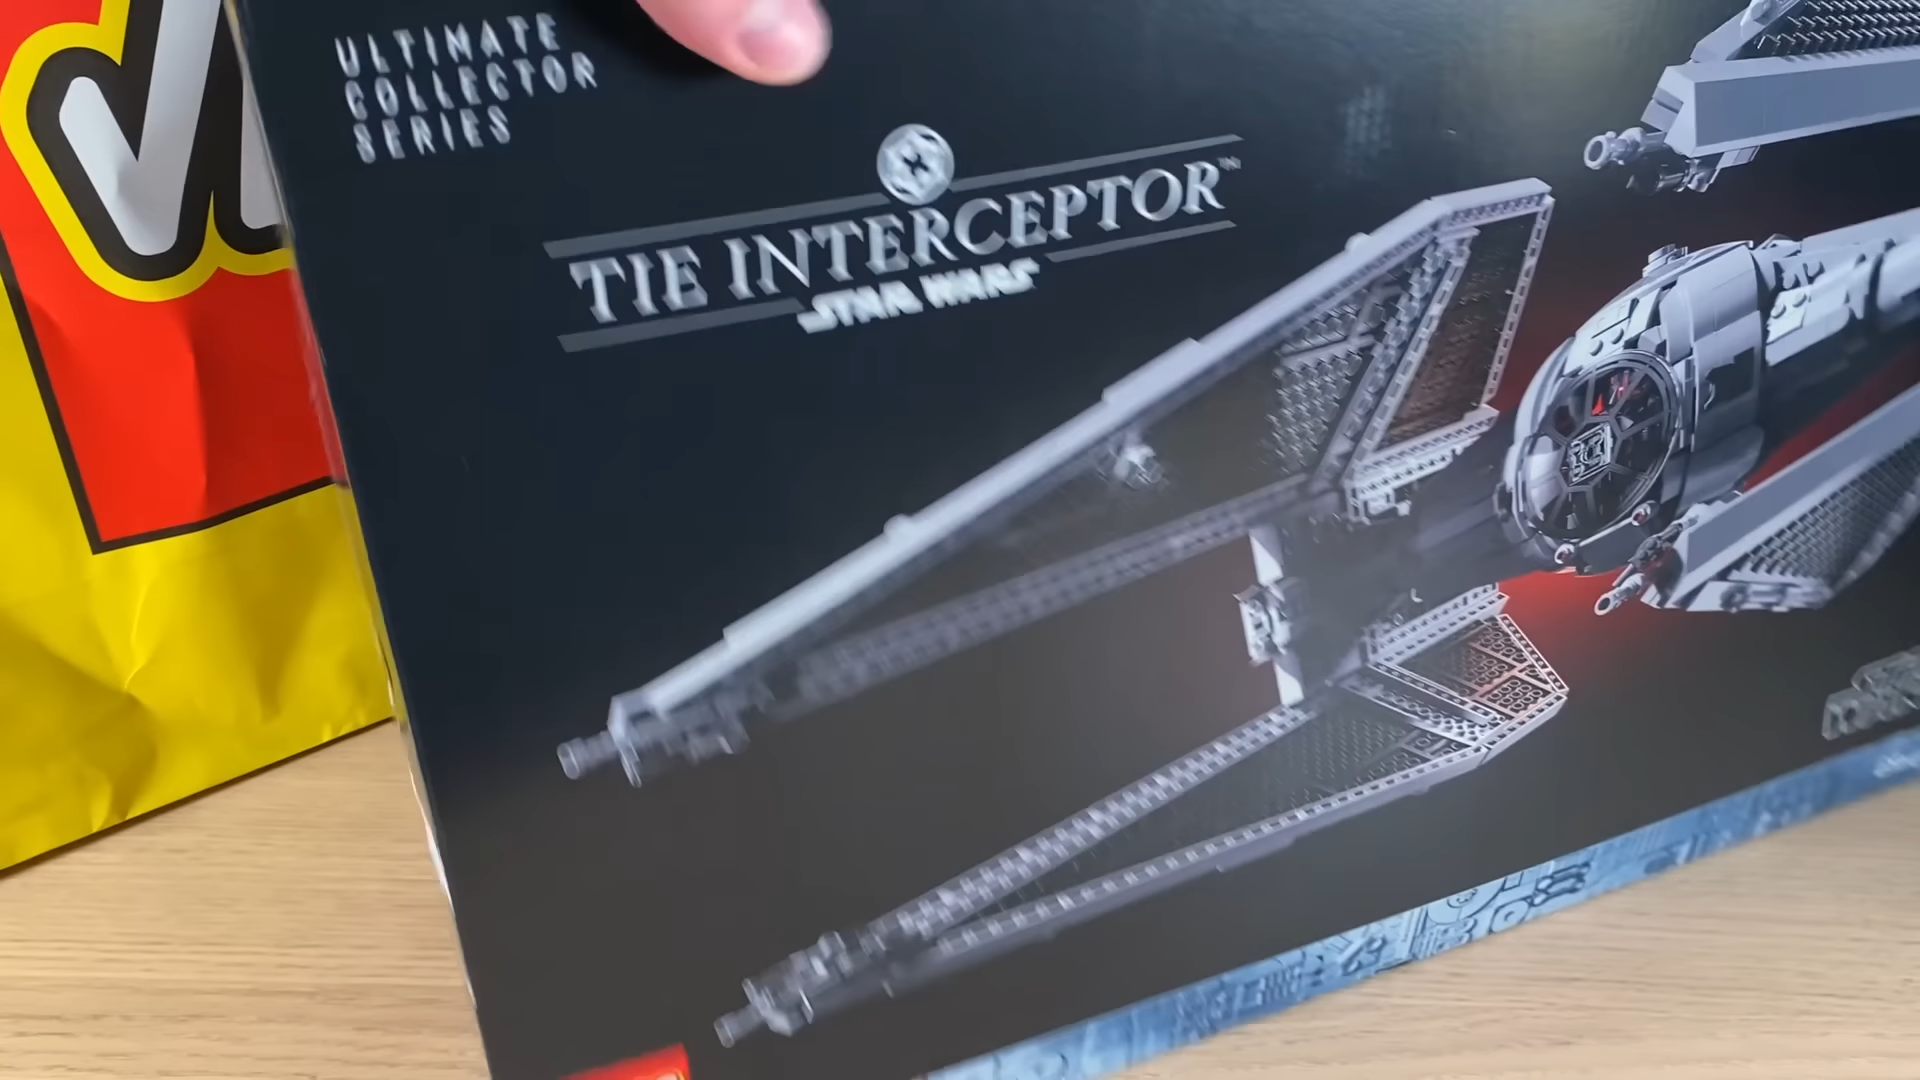 ULTIMATE
COLLECTOR
SERIES
TIE INTERCEPTOR™
STAR WARS